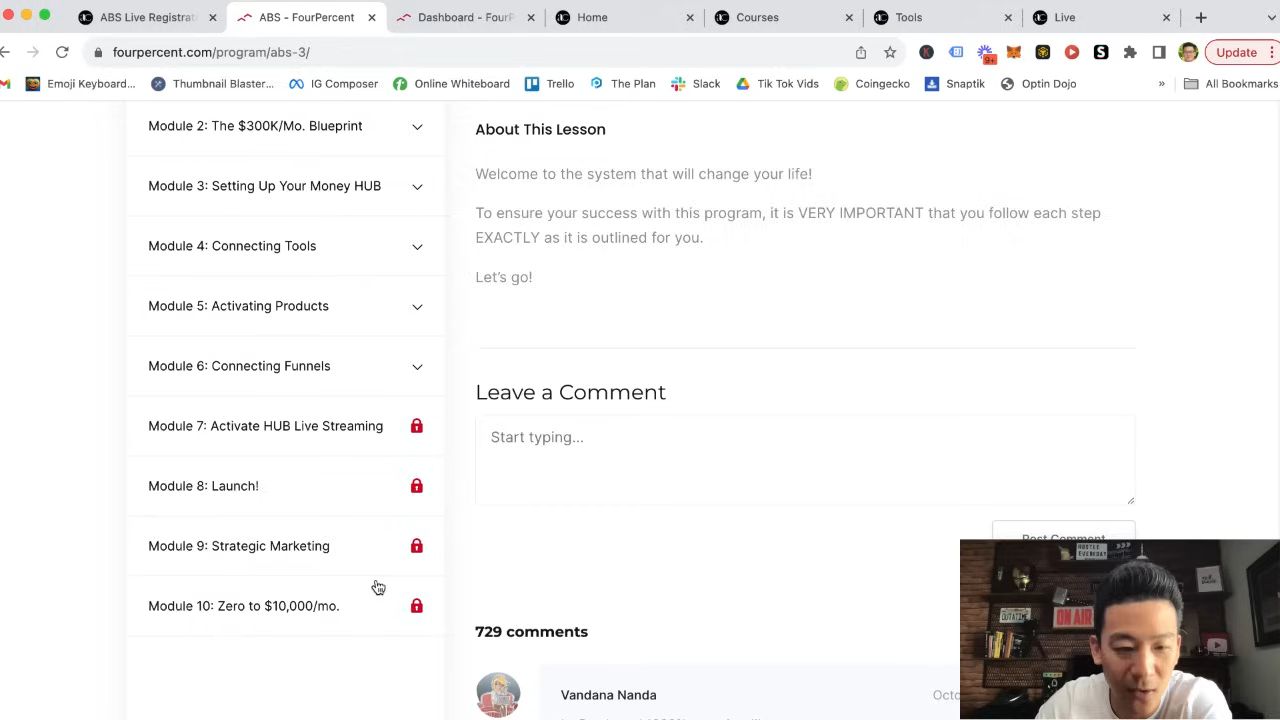 ABS Live Registrat
ABS - FourPercent
Dashboard - FourP
Home
Courses
Tools
Live
fourpercent.com/program/abs-3/
9+
Update
Emoji Keyboard...
Thumbnail Blaster...
IG Composer
Online Whiteboard
Trello
The Plan
Slack
Tik Tok Vids
Coingecko
Snaptik
Optin Dojo
»
All Bookmarks
Module 2: The $300K/Mo. Blueprint
Module 3: Setting Up Your Money HUB
Module 4: Connecting Tools
Module 5: Activating Products
Module 6: Connecting Funnels
Module 7: Activate HUB Live Streaming
Module 8: Launch!
Module 9: Strategic Marketing
Module 10: Zero to $10,000/mo.
About This Lesson
Welcome to the system that will change your life!
To ensure your success with this program, it is VERY IMPORTANT that you follow each step
EXACTLY as it is outlined for you.
Let's go!
Leave a Comment
Start typing...
Post Comment
729 comments
Vandana Nanda
Octo
HUSTLE
EVERYDAY
ON AIR